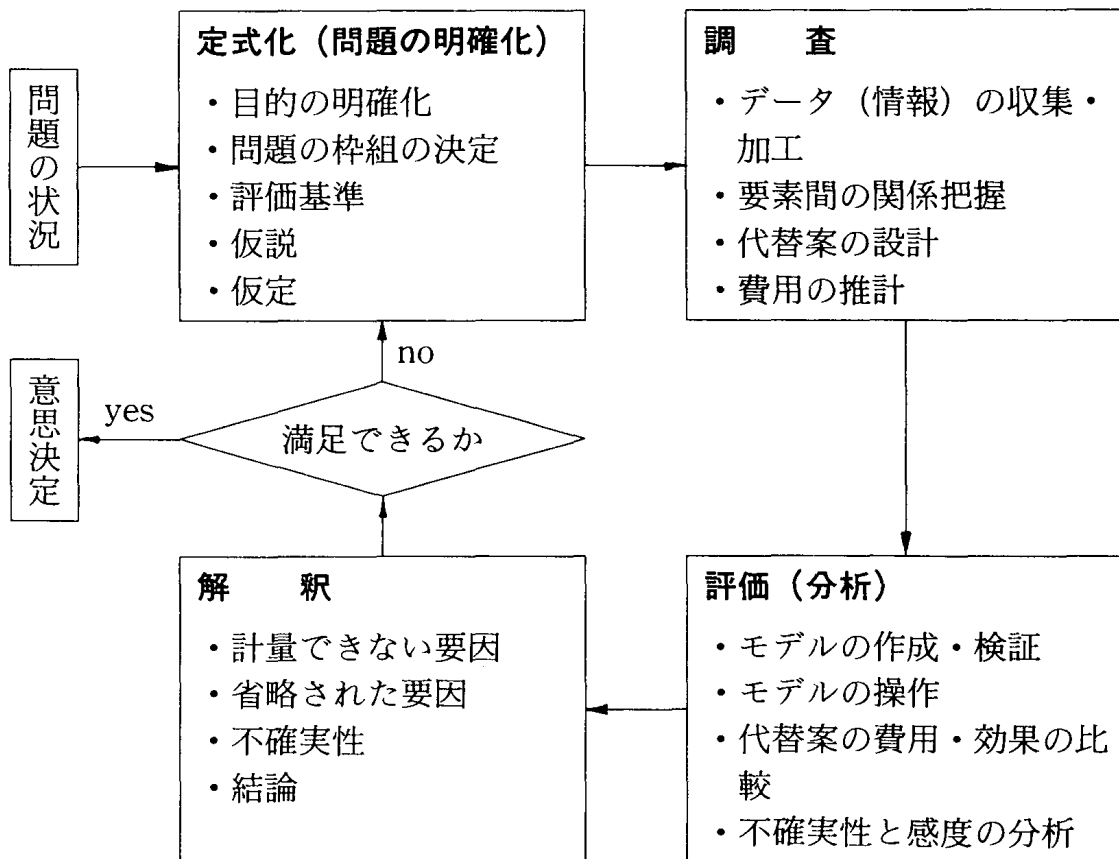 問題の状況
定式化（問題の明確化）
・目的の明確化
・問題の枠組の決定
・評価基準
・仮説
・仮定
調　　査
・データ（情報）の収集・
加工
・要素間の関係把握
・代替案の設計
・費用の推計
no
yes
意思決定
満足できるか
解　　釈
・計量できない要因
・省略された要因
・不確実性
・結論
評価（分析）
・モデルの作成・検証
・モデルの操作
・代替案の費用・効果の比
較
・不確実性と感度の分析